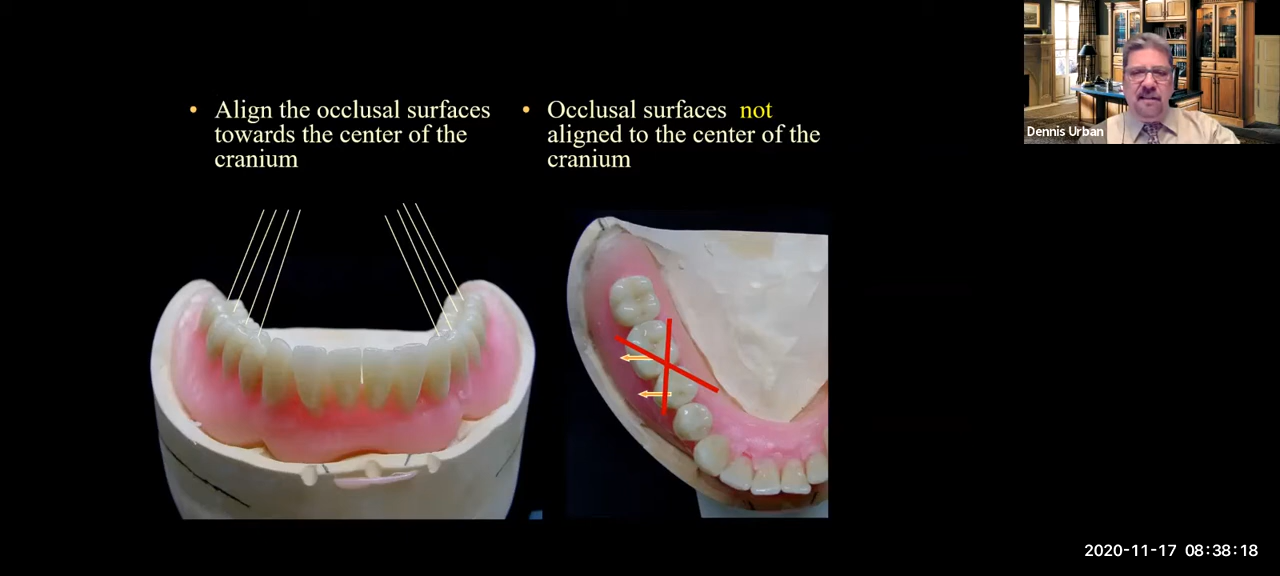 • Align the occlusal surfaces
towards the center of the
cranium
• Occlusal surfaces not
aligned to the center of the
cranium
Dennis Urban
2020-11-17 08:38:18